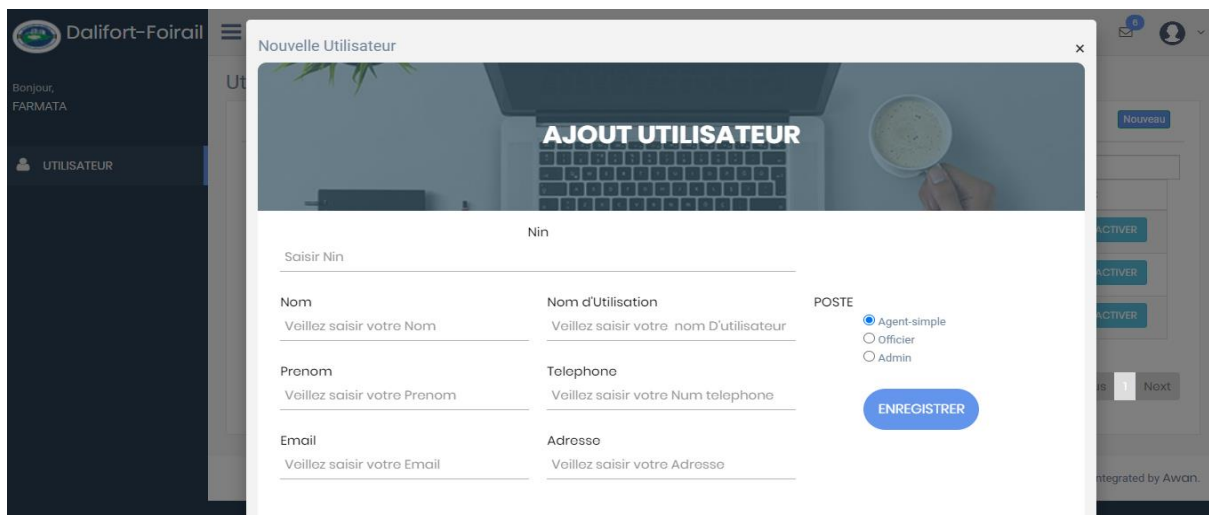 Dalifort-Foirail
Nouvelle Utilisateur
×
6
Bonjour,
FARMATA
Ut
Nouveau
AJOUT UTILISATEUR
UTILISATEUR
Nin
Saisir Nin
ACTIVER
ACTIVER
ACTIVER
Nom
Veillez saisir votre Nom
Nom d'Utilisation
Veillez saisir votre nom D'utilisateur
POSTE
Agent-simple
Officier
Admin
Prenom
Veillez saisir votre Prenom
Telephone
Veillez saisir votre Num telephone
1 Next
ENREGISTRER
Email
Veillez saisir votre Email
Adresse
Veillez saisir votre Adresse
ntegrated by Awan.